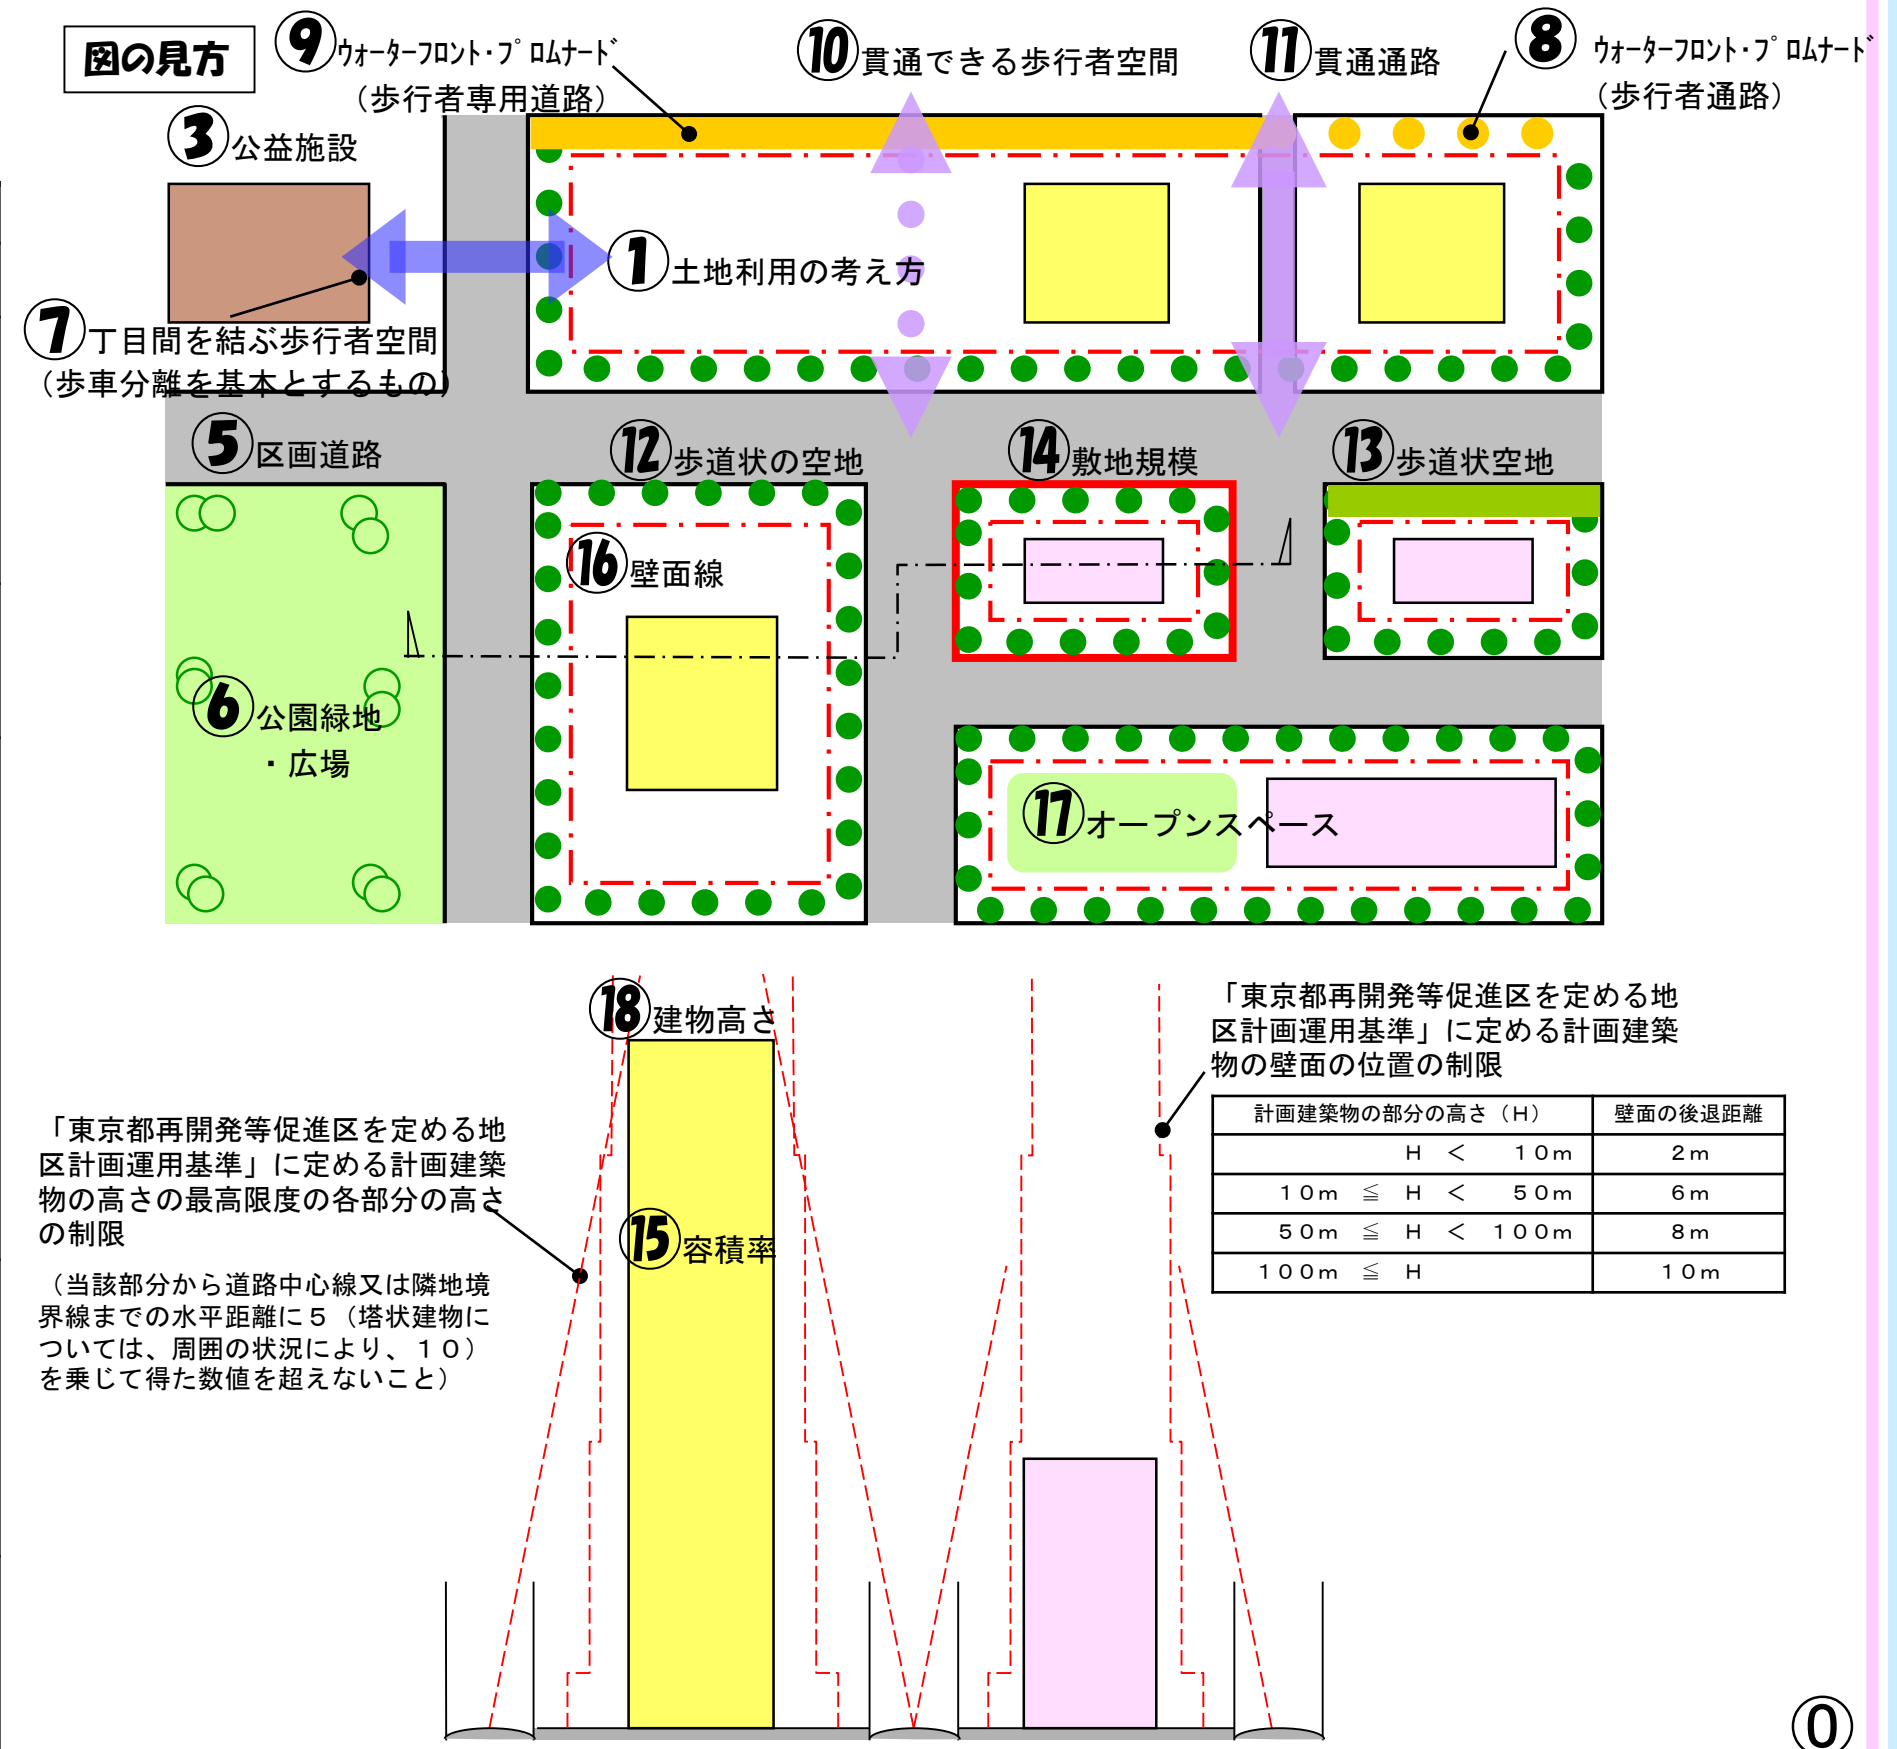 図の見方
⑨ｳｫｰﾀｰﾌﾛﾝﾄ・ﾌﾟﾛﾑﾅｰﾄﾞ
（歩行者専用道路）
⑩貫通できる歩行者空間
⑪貫通通路
⑧ ｳｫｰﾀｰﾌﾛﾝﾄ・ﾌﾟﾛﾑﾅｰﾄﾞ
（歩行者通路）
③公益施設
①土地利用の考え方
⑦丁目間を結ぶ歩行者空間
（歩車分離を基本とするもの）
⑤区画道路
⑫歩道状の空地
⑭敷地規模
⑬歩道状空地
⑯壁面線
⑥公園緑地
・広場
⑰オープンスペース
⑱建物高さ
「東京都再開発等促進区を定める地
区計画運用基準」に定める計画建築
物の壁面の位置の制限
計画建築物の部分の高さ（Ｈ） 壁面の後退距離
Ｈ ＜ １０ｍ ２ｍ
１０ｍ ≦ Ｈ ＜ ５０ｍ ６ｍ
５０ｍ ≦ Ｈ ＜ １００ｍ ８ｍ
１００ｍ ≦ Ｈ １０ｍ
「東京都再開発等促進区を定める地
区計画運用基準」に定める計画建築
物の高さの最高限度の各部分の高さ
の制限
（当該部分から道路中心線又は隣地境
界線までの水平距離に５（塔状建物に
ついては、周囲の状況により、１０）
を乗じて得た数値を超えないこと）
⑮容積率
⓪